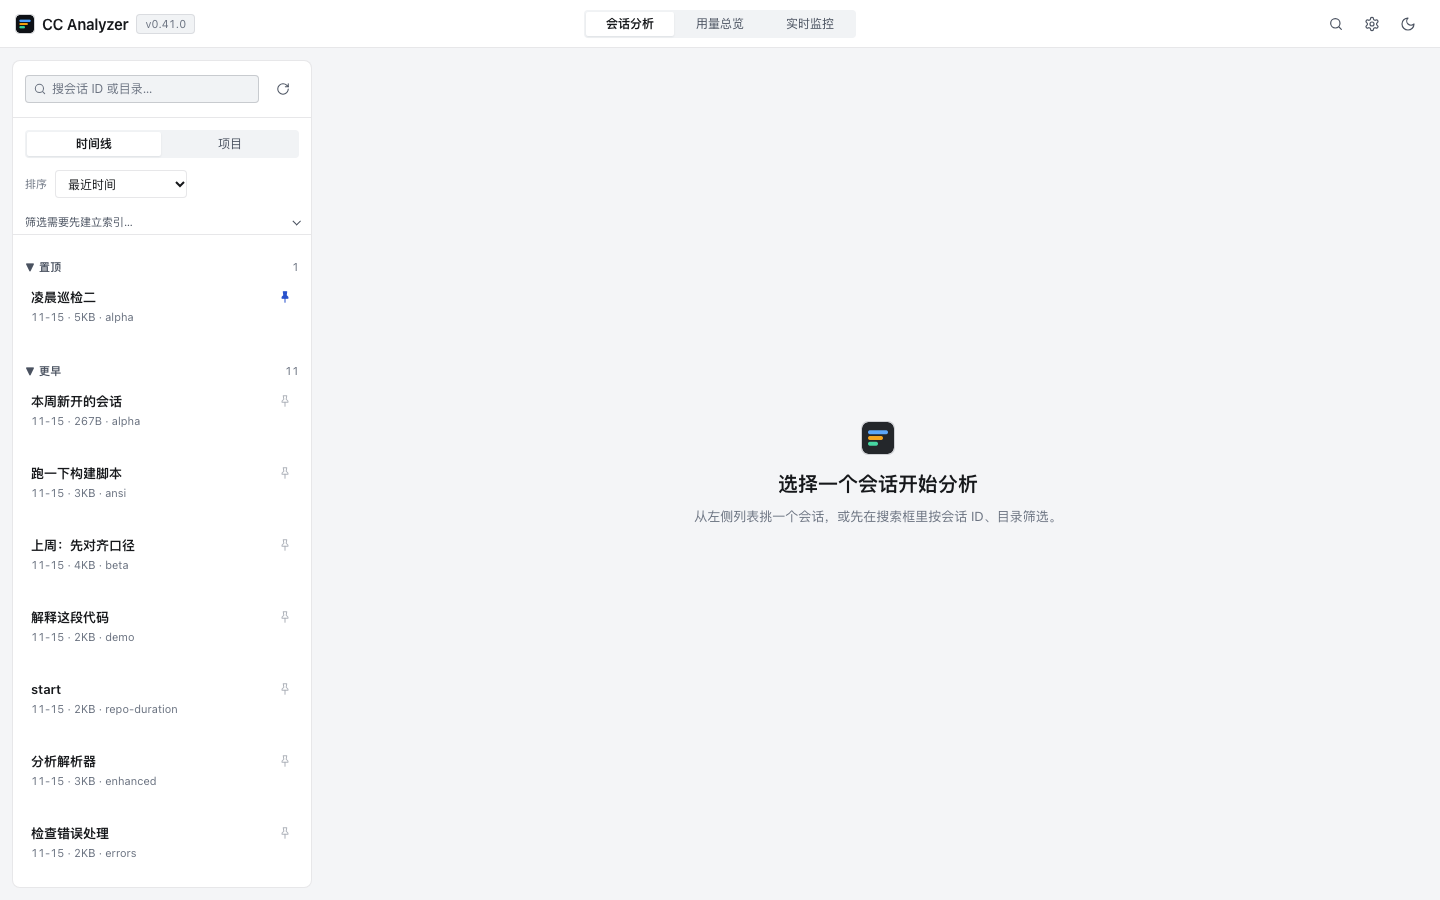 CC Analyzer v0.41.0 会话分析 用量总览 实时监控
搜会话 ID 或目录...
时间线 项目
排序 最近时间
筛选需要先建立索引...
▼ 置顶 1
凌晨巡检二
11-15 · 5KB · alpha
▼ 更早 11
本周新开的会话
11-15 · 267B · alpha
跑一下构建脚本
11-15 · 3KB · ansi
上周：先对齐口径
11-15 · 4KB · beta
解释这段代码
11-15 · 2KB · demo
start
11-15 · 2KB · repo-duration
分析解析器
11-15 · 3KB · enhanced
检查错误处理
11-15 · 2KB · errors
选择一个会话开始分析
从左侧列表挑一个会话，或先在搜索框里按会话 ID、目录筛选。